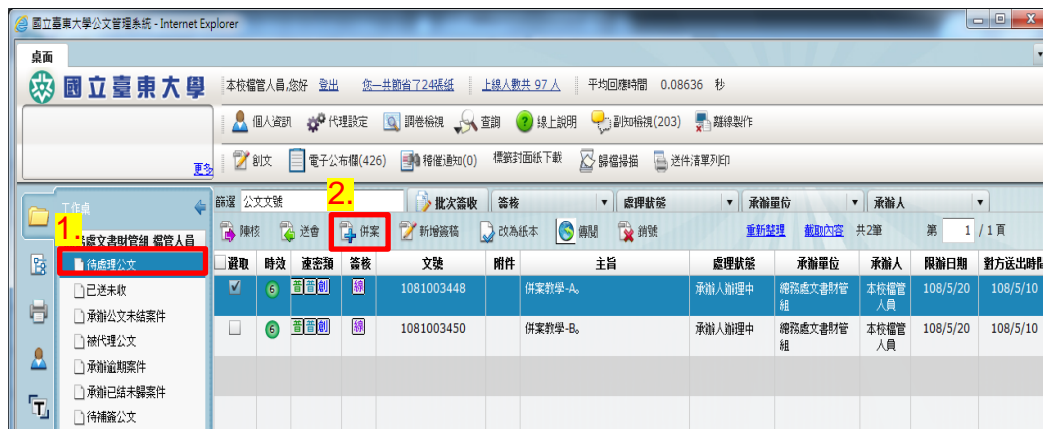 國立臺東大學公文管理系統 - Internet Explorer
桌面
國立臺東大學 本校檔管人員,您好 登出 您一共節省了24張紙 上線人數共 97 人 平均回應時間 0.08636 秒
個人資訊 代理設定 調卷檢視 查詢 線上說明 副知檢視(203) 離線製作
更多 創文 電子公布欄(426) 稽催通知(0) 標籤封面紙下載 歸檔掃描 送件清單列印
工作桌 篩選 公文文號 2. 批次簽收 簽核 處理狀態 承辦單位 承辦人
1. 處文書財管組 檔管人員 陳核 送會 併案 新增簽稿 改為紙本 傳閱 銷號 重新整理 截取內容 共2筆 第 1 / 1 頁
待處理公文 選取 時效 速密類 簽核 文號 附件 主旨 處理狀態 承辦單位 承辦人 限辦日期 對方送出時間
已送未收 6 普普創 線 1081003448 併案教學-A。 承辦人辦理中 總務處文書財管組 本校檔管人員 108/5/20 108/5/10
承辦公文未結案件
被代理公文 6 普普創 線 1081003450 併案教學-B。 承辦人辦理中 總務處文書財管組 本校檔管人員 108/5/20 108/5/10
承辦逾期案件
承辦已結未歸案件
待補簽公文